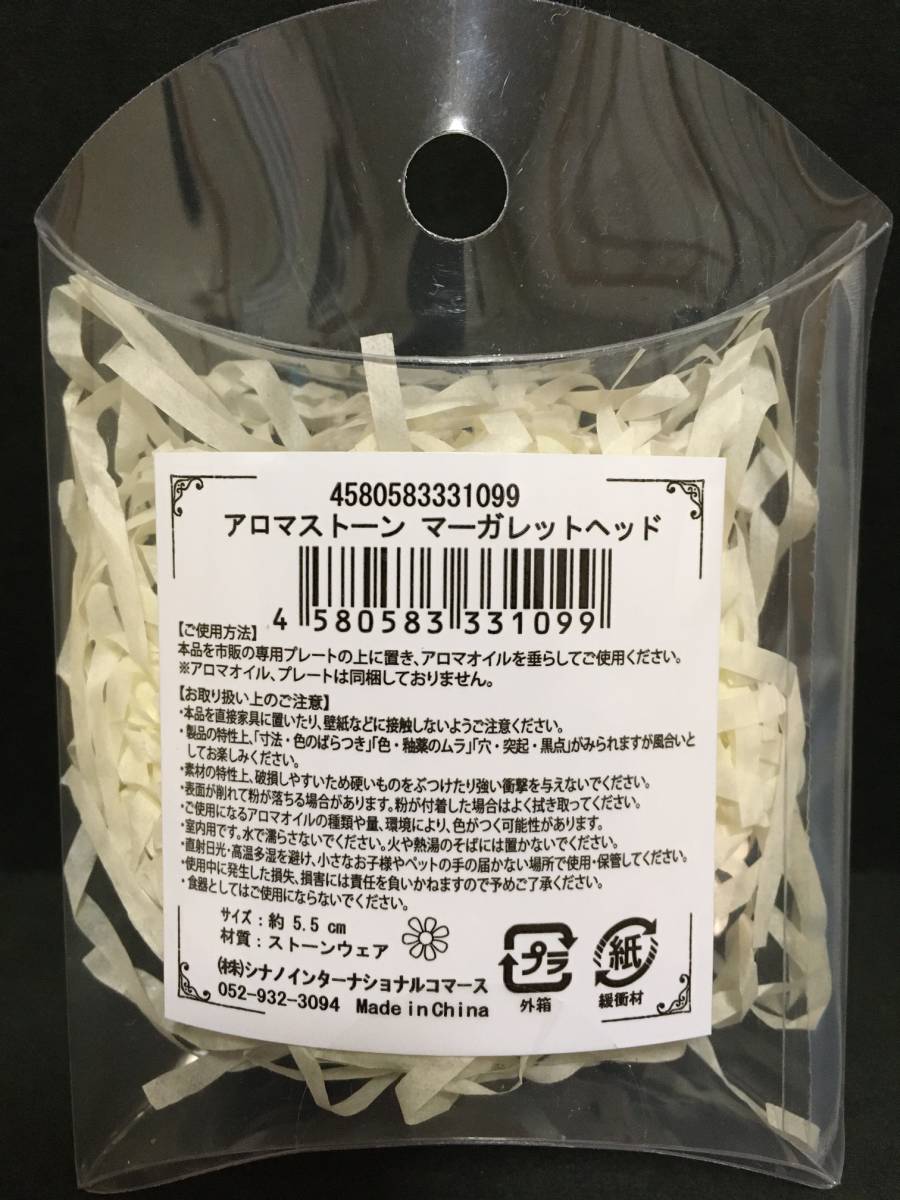 4580583331099
アロマストーン マーガレットヘッド
4 580583 331099
【ご使用方法】
本品を市販の専用プレートの上に置き、アロマオイルを垂らしてご使用ください。
※アロマオイル、プレートは同梱しておりません。
【お取り扱い上のご注意】
・本品を直接家具に置いたり、壁紙などに接触しないようご注意ください。
・製品の特性上、「寸法・色のばらつき」「色・釉薬のムラ」「穴・突起・黒点」がみられますが風合いと
してお楽しみください。
・素材の特性上、破損しやすいため硬いものをぶつけたり強い衝撃を与えないでください。
・表面が削れて粉が落ちる場合があります。粉が付着した場合はよく拭き取ってください。
・ご使用になるアロマオイルの種類や量、環境により、色がつく可能性があります。
・室内用です。水で濡らさないでください。火や熱湯のそばには置かないでください。
・直射日光・高温多湿を避け、小さなお子様やペットの手の届かない場所で使用・保管してください。
・使用中に発生した損失、損害には責任を負いかねますので予めご了承ください。
・食器としてはご使用にならないでください。
サイズ：約 5.5 cm
材質：ストーンウェア
㈱シナノインターナショナルコマース
052-932-3094 Made in China
プラ
外箱
紙
緩衝材